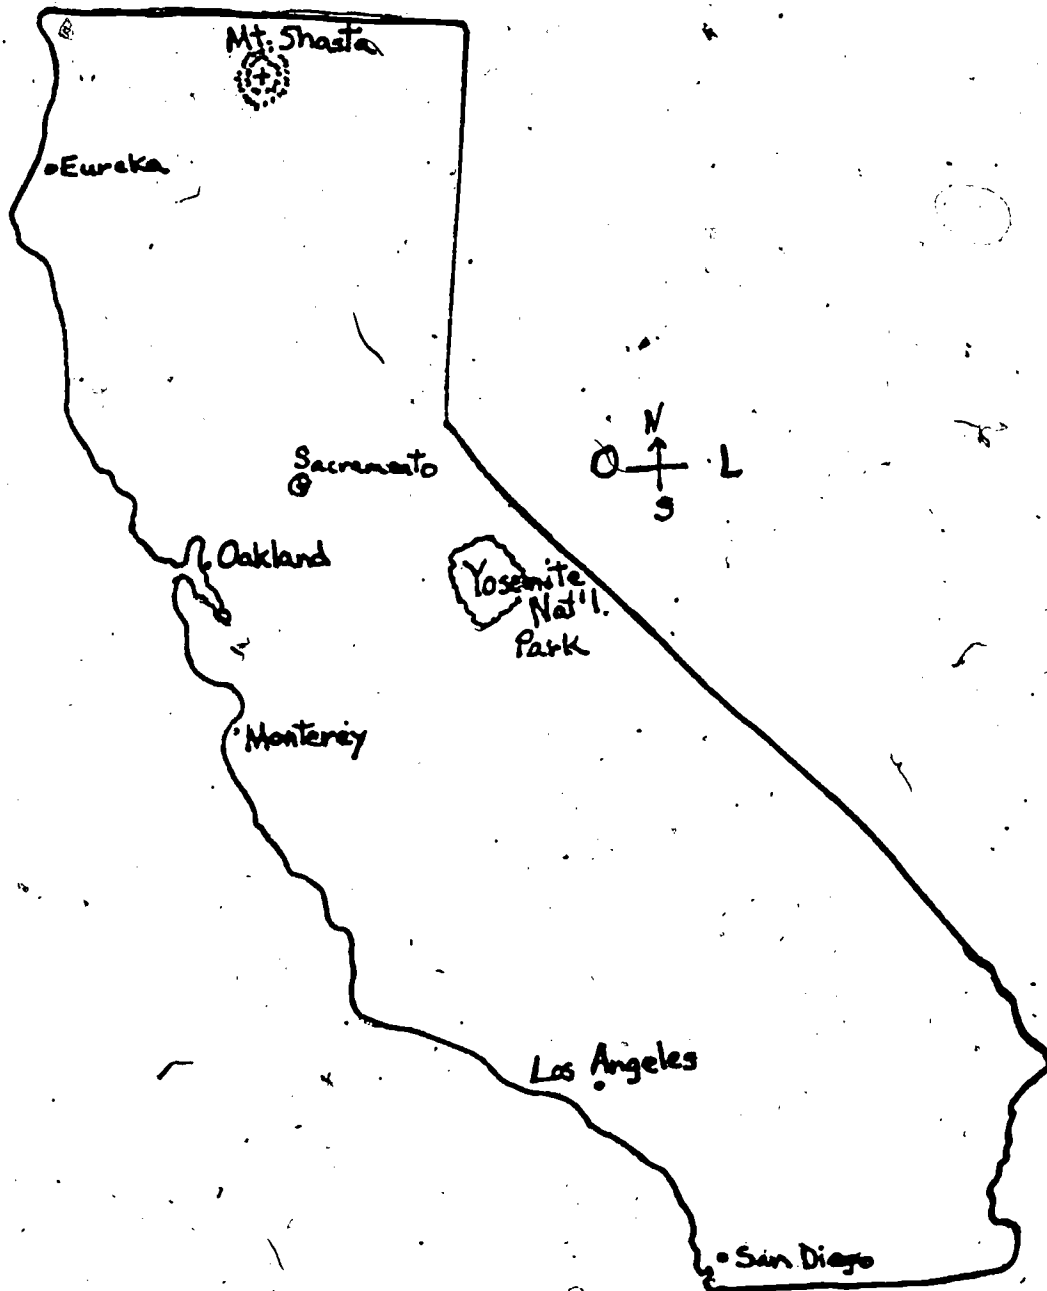 Mt. Shasta
Eureka
N
Sacramento
O L
S
Oakland
Yosemite
Nat'l.
Park
Monterey
Los Angeles
San Diego